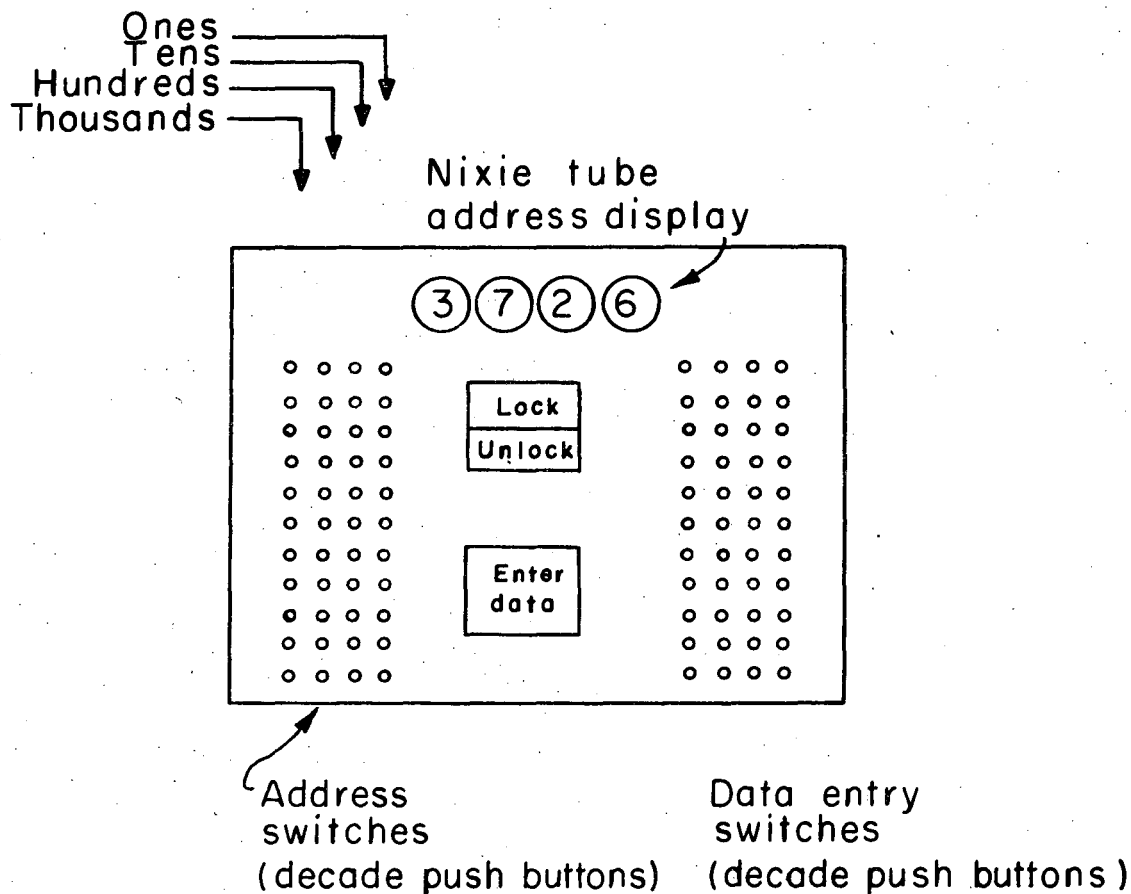 Ones
Tens
Hundreds
Thousands
Nixie tube
address display
3 7 2 6
Lock
Unlock
Enter
data
Address
switches
(decade push buttons)
Data entry
switches
(decade push buttons)